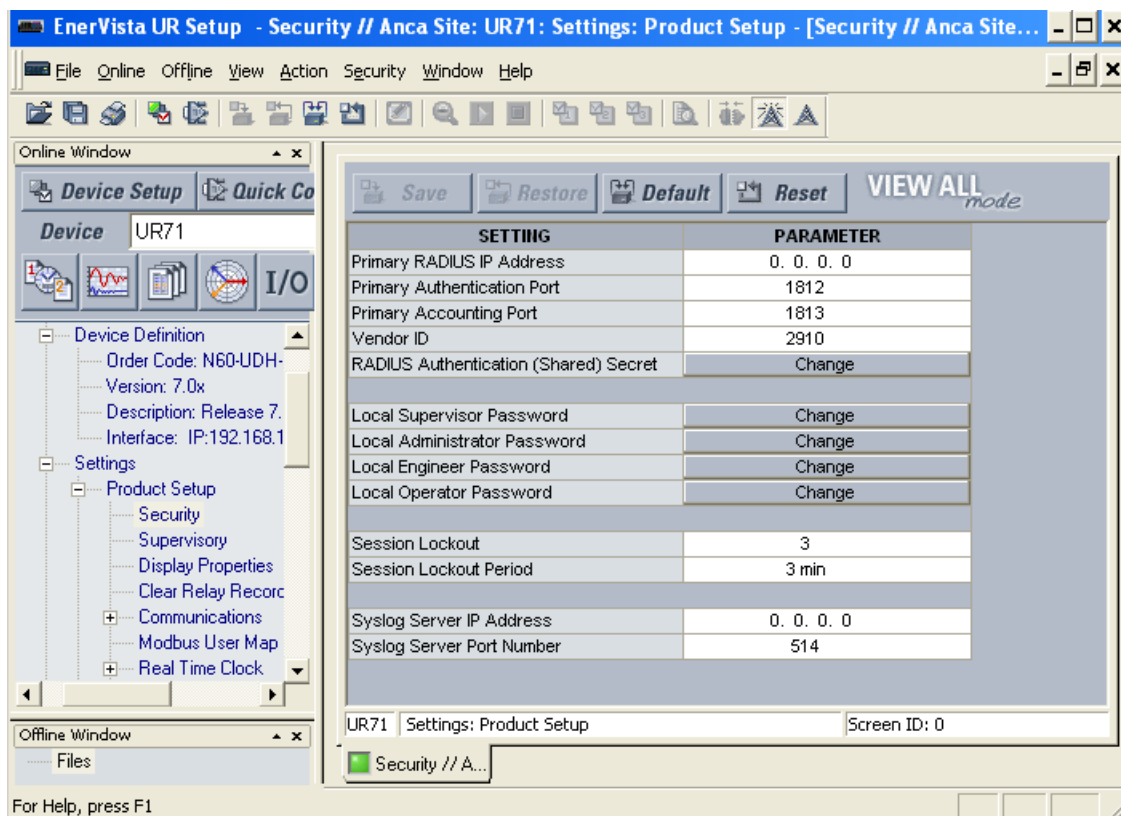 EnerVista UR Setup - Security // Anca Site: UR71: Settings: Product Setup - [Security // Anca Site...
File Online Offline View Action Security Window Help
Online Window
Device Setup Quick Co
Device UR71
I/O
Device Definition
Order Code: N60-UDH-
Version: 7.0x
Description: Release 7.
Interface: IP:192.168.1
Settings
Product Setup
Security
Supervisory
Display Properties
Clear Relay Recorc
Communications
Modbus User Map
Real Time Clock
Offline Window
Files
Save Restore Default Reset VIEW ALL mode
SETTING PARAMETER
Primary RADIUS IP Address 0. 0. 0. 0
Primary Authentication Port 1812
Primary Accounting Port 1813
Vendor ID 2910
RADIUS Authentication (Shared) Secret Change
Local Supervisor Password Change
Local Administrator Password Change
Local Engineer Password Change
Local Operator Password Change
Session Lockout 3
Session Lockout Period 3 min
Syslog Server IP Address 0. 0. 0. 0
Syslog Server Port Number 514
UR71 Settings: Product Setup Screen ID: 0
Security // A...
For Help, press F1